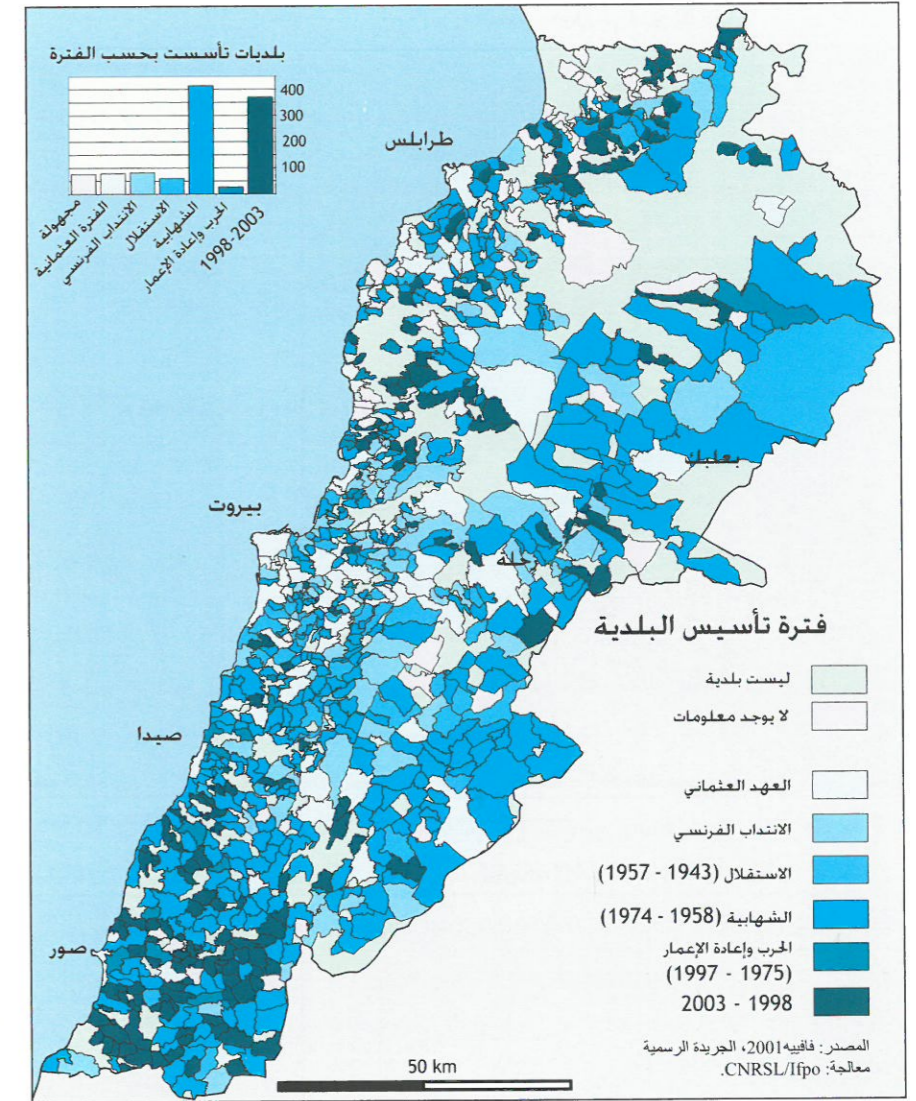 بلديات تأسست بحسب الفترة
400
300
200
100
مجهولة
الفترة العثمانية
الانتداب الفرنسي
الاستقلال
الشهابية
الحرب وإعادة الإعمار
1998-2003
طرابلس
بعلبك
بيروت
زحلة
صيدا
صور
فترة تأسيس البلدية
ليست بلدية
لا يوجد معلومات
العهد العثماني
الانتداب الفرنسي
الاستقلال (1943 - 1957)
الشهابية (1958 - 1974)
الحرب وإعادة الإعمار
(1975 - 1997)
1998 - 2003
50 km
المصدر: فافييه2001، الجريدة الرسمية
معالجة: CNRSL/Ifpo.